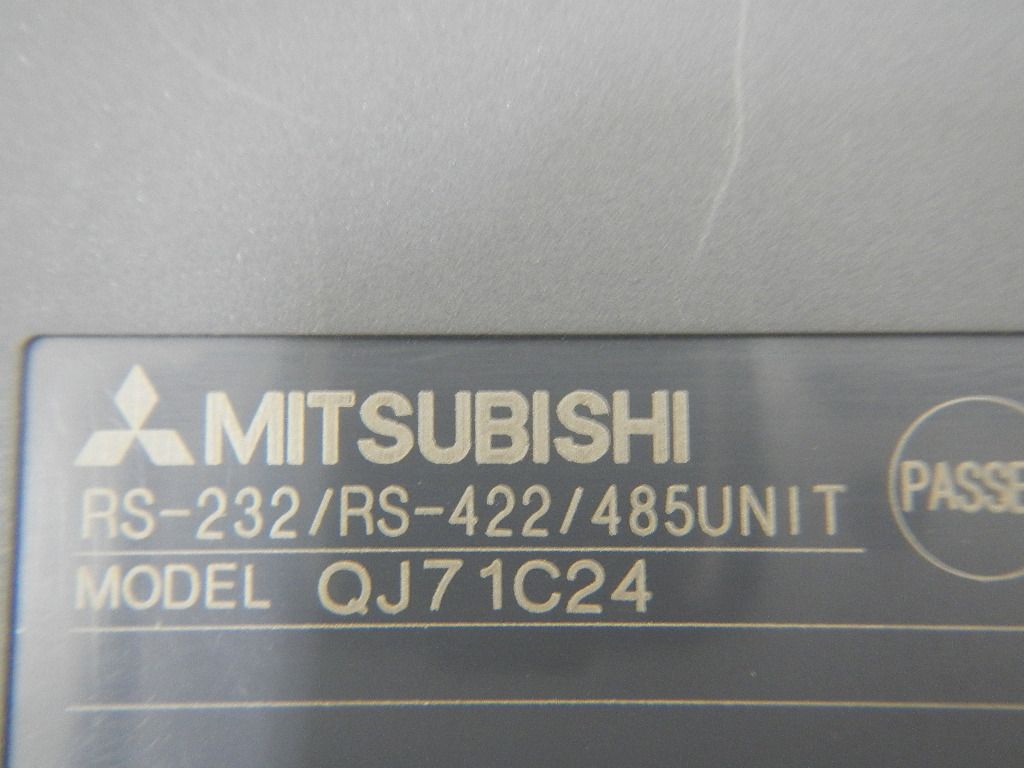 MITSUBISHI
RS-232/RS-422/485UNIT
MODEL QJ71C24